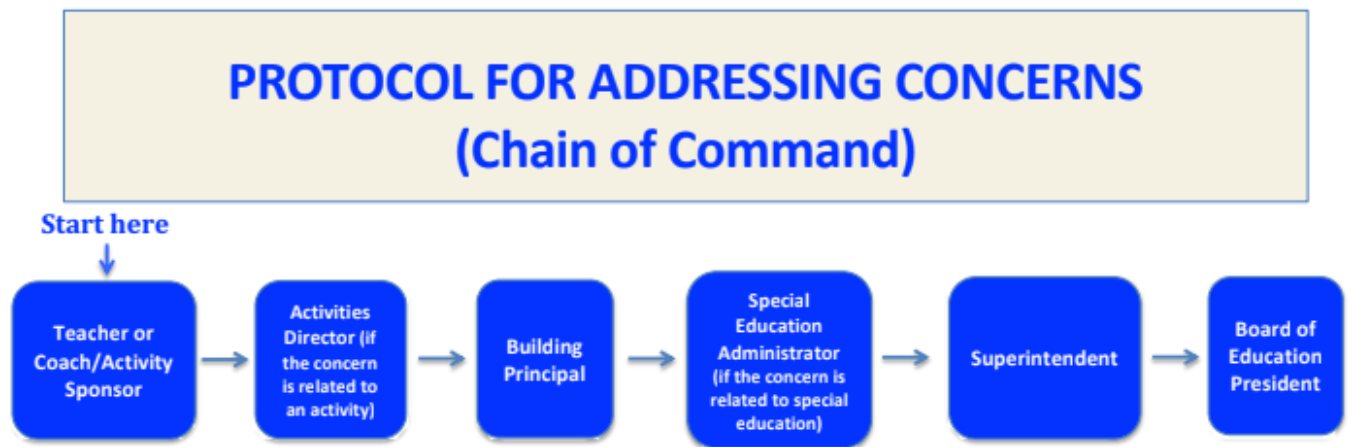 PROTOCOL FOR ADDRESSING CONCERNS
(Chain of Command)
Start here
Teacher or
Coach/Activity
Sponsor
Activities
Director (if
the concern
is related to
an activity)
Building
Principal
Special
Education
Administrator
(if the concern is
related to special
education)
Superintendent
Board of
Education
President